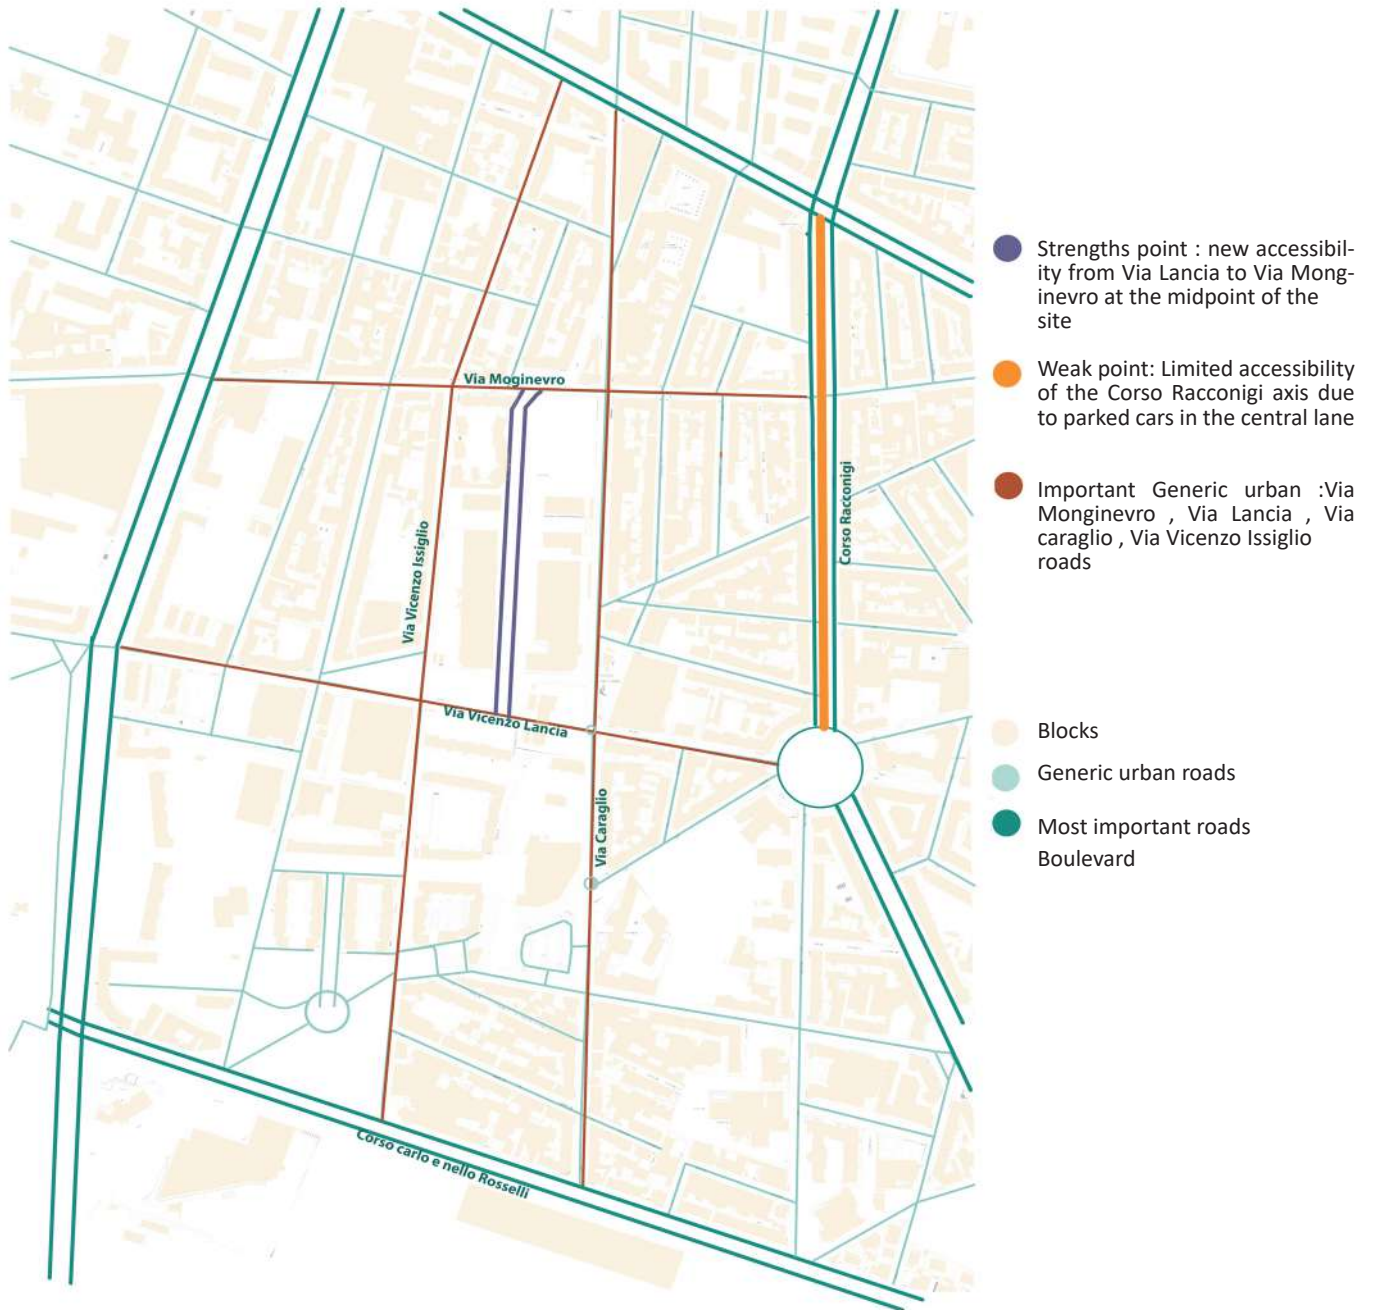 Via Moginevro
Via Vicenzo Issiglio
Corso Racconigi
Via Vicenzo Lancia
Via Caraglio
Corso carlo e nello Rosselli
Strengths point : new accessibil-
ity from Via Lancia to Via Mong-
inevro at the midpoint of the
site
Weak point: Limited accessibility
of the Corso Racconigi axis due
to parked cars in the central lane
Important Generic urban :Via
Monginevro , Via Lancia , Via
caraglio , Via Vicenzo Issiglio
roads
Blocks
Generic urban roads
Most important roads
Boulevard